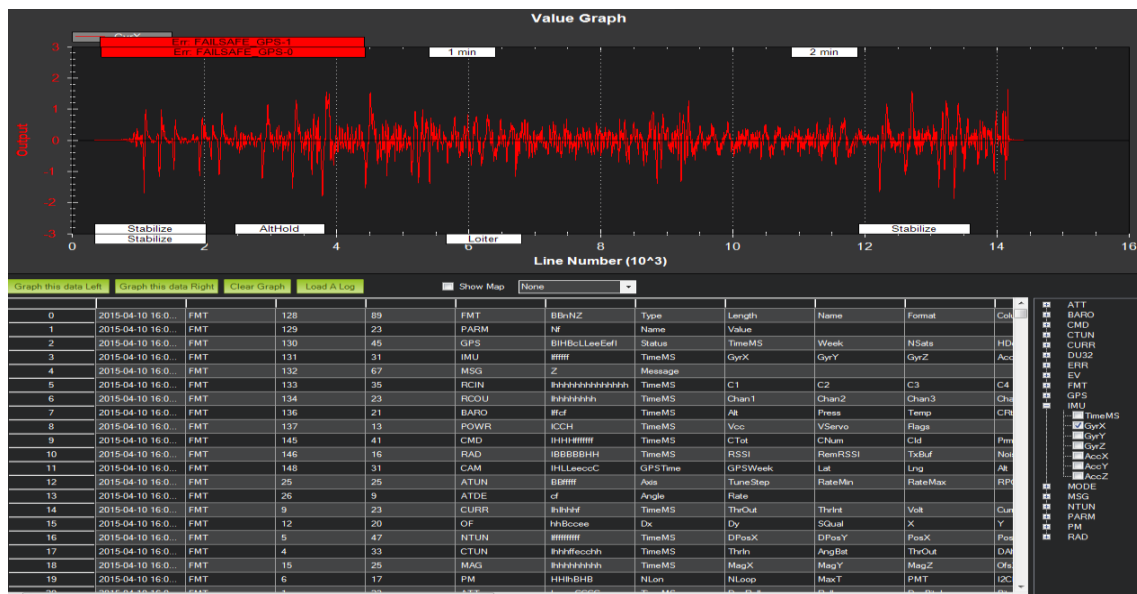 Value Graph
GyrX
Err: FAILSAFE_GPS-1
Err: FAILSAFE_GPS-0
1 min
2 min
3
2
1
0
-1
-2
-3
Output
Stabilize
Stabilize
AltHold
Loiter
Stabilize
0 2 4 6 8 10 12 14 16
Line Number (10^3)
Graph this data Left Graph this data Right Clear Graph Load A Log Show Map None
0 2015-04-10 16:0... FMT 128 89 FMT BBnNZ Type Length Name Format
1 2015-04-10 16:0... FMT 129 23 PARM Nf Name Value
2 2015-04-10 16:0... FMT 130 45 GPS BIHBcLLeeEefI Status TimeMS Week NSats
3 2015-04-10 16:0... FMT 131 31 IMU Iffffff TimeMS GyrX GyrY GyrZ
4 2015-04-10 16:0... FMT 132 67 MSG Z Message
5 2015-04-10 16:0... FMT 133 35 RCIN Ihhhhhhhhhhhhhh TimeMS C1 C2 C3 C4
6 2015-04-10 16:0... FMT 134 23 RCOU Ihhhhhhhh TimeMS Chan1 Chan2 Chan3
7 2015-04-10 16:0... FMT 136 21 BARO Iffcf TimeMS Alt Press Temp
8 2015-04-10 16:0... FMT 137 13 POWR ICCH TimeMS Vcc VServo Flags
9 2015-04-10 16:0... FMT 145 41 CMD IHHHfffffff TimeMS CTot CNum CId
10 2015-04-10 16:0... FMT 146 16 RAD IBBBBBHH TimeMS RSSI RemRSSI TxBuf
11 2015-04-10 16:0... FMT 148 31 CAM IHLLeeccC GPSTime GPSWeek Lat Lng Alt
12 2015-04-10 16:0... FMT 25 25 ATUN BBfffff Axis TuneStep RateMin RateMax
13 2015-04-10 16:0... FMT 26 9 ATDE cf Angle Rate
14 2015-04-10 16:0... FMT 9 23 CURR IhIhhhf TimeMS ThrOut ThrInt Volt
15 2015-04-10 16:0... FMT 12 20 OF hhBccee Dx Dy SQual X Y
16 2015-04-10 16:0... FMT 5 47 NTUN Iffffffffff TimeMS DPosX DPosY PosX
17 2015-04-10 16:0... FMT 4 33 CTUN Ihhhffecchh TimeMS ThrIn AngBst ThrOut
18 2015-04-10 16:0... FMT 15 25 MAG Ihhhhhhhhh TimeMS MagX MagY MagZ
19 2015-04-10 16:0... FMT 6 17 PM HHIhBHB NLon NLoop MaxT PMT
ATT
BARO
CMD
CTUN
CURR
DU32
ERR
EV
FMT
GPS
IMU
TimeMS
GyrX
GyrY
GyrZ
AccX
AccY
AccZ
MODE
MSG
NTUN
PARM
PM
RAD